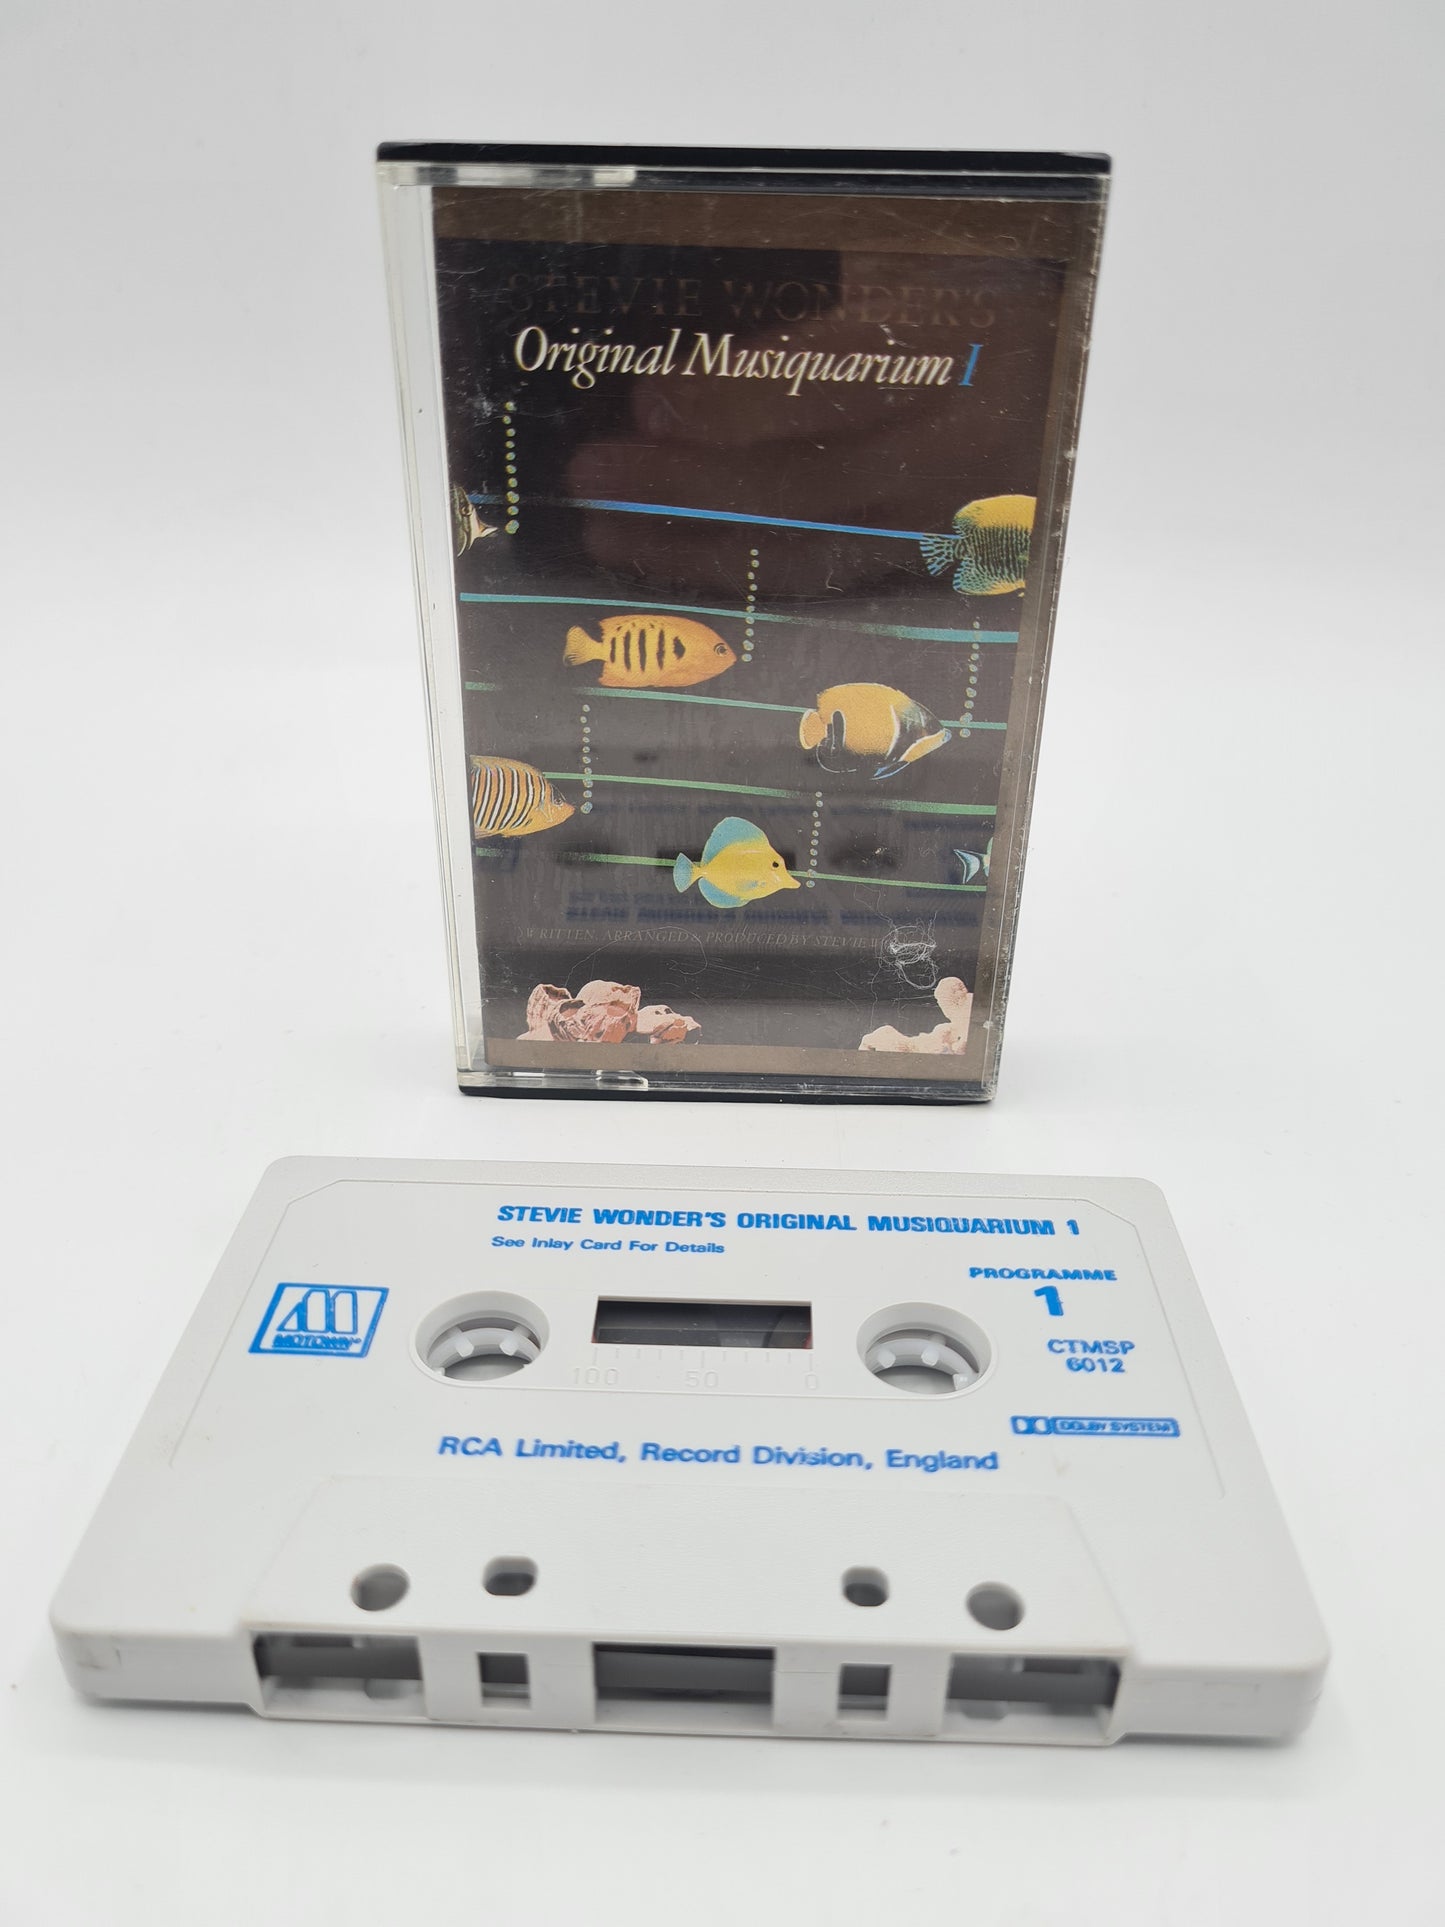 STEVIE WONDER'S
Original Musiquarium I
WRITTEN, ARRANGED & PRODUCED BY STEVIE
STEVIE WONDER'S ORIGINAL MUSIQUARIUM 1
See Inlay Card For Details
PROGRAMME
1
MOTOWN
CTMSP
6012
100 50 0
DOLBY SYSTEM
RCA Limited, Record Division, England